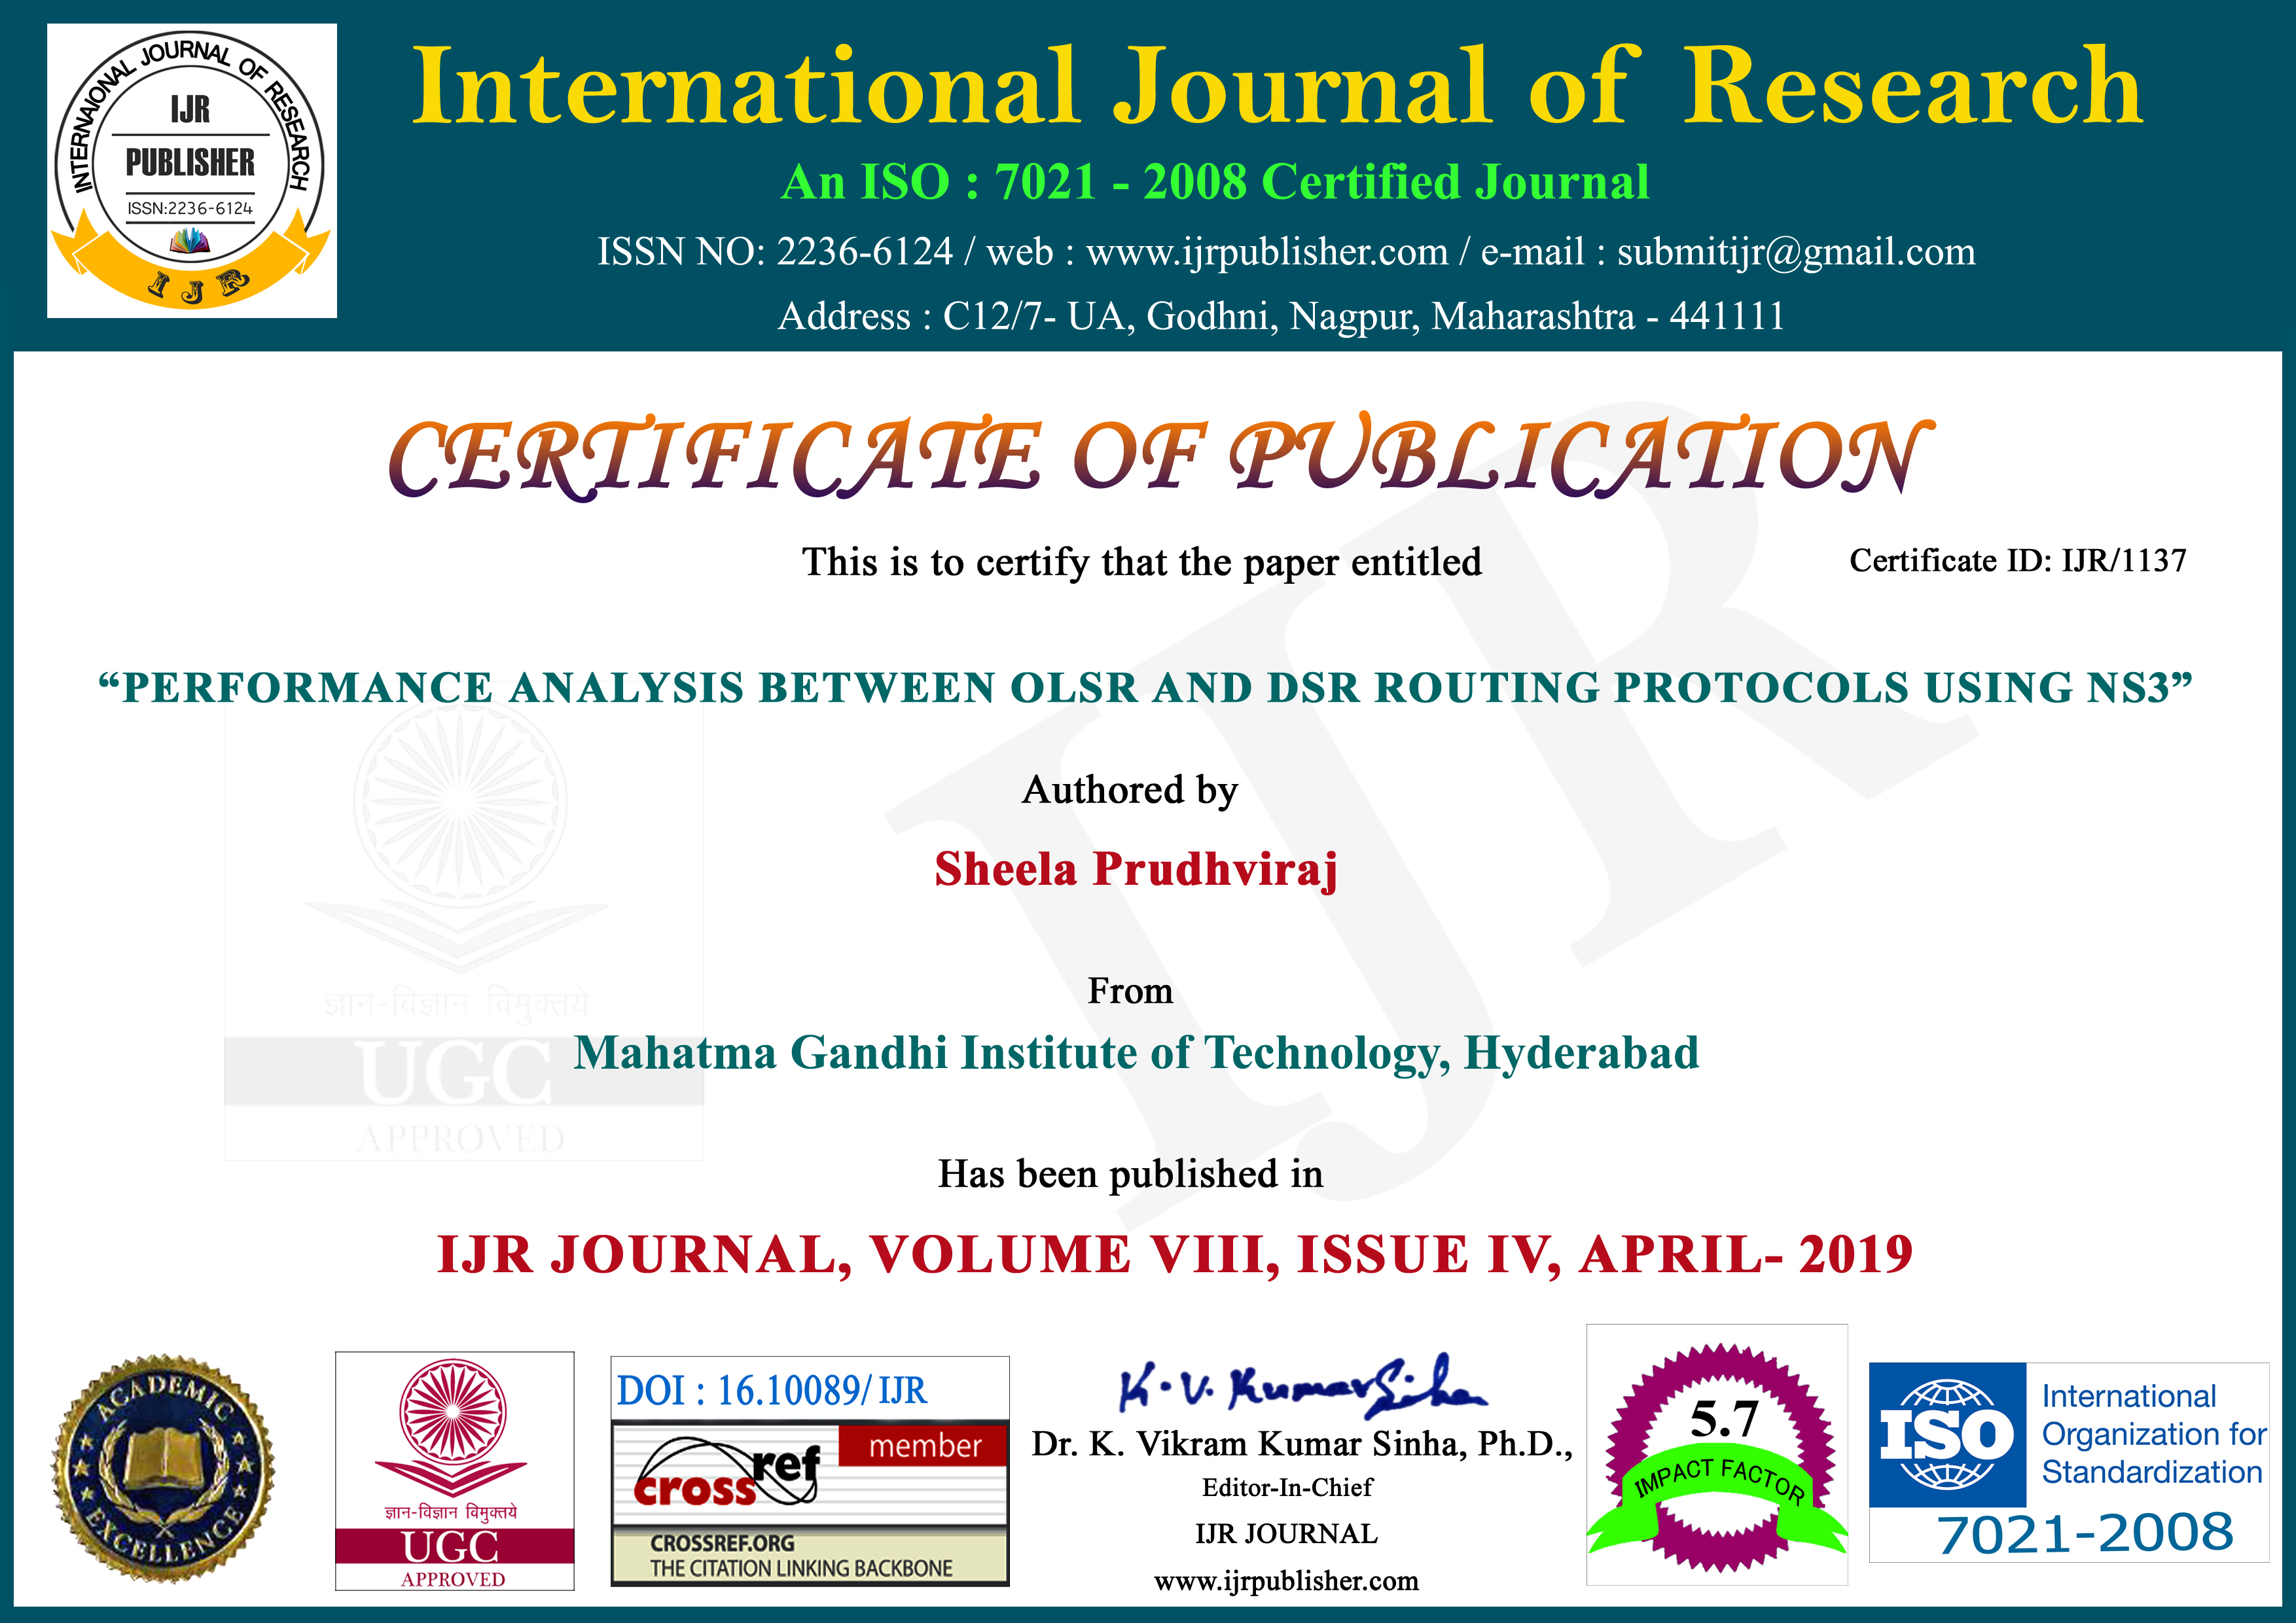 INTERNAIONAL JOURNAL OF RESEARCH
IJR
PUBLISHER
ISSN:2236-6124
IJR
International Journal of Research
An ISO : 7021 - 2008 Certified Journal
ISSN NO: 2236-6124 / web : www.ijrpublisher.com / e-mail : submitijr@gmail.com
Address : C12/7- UA, Godhni, Nagpur, Maharashtra - 441111
CERTIFICATE OF PUBLICATION
This is to certify that the paper entitled
Certificate ID: IJR/1137
“PERFORMANCE ANALYSIS BETWEEN OLSR AND DSR ROUTING PROTOCOLS USING NS3”
Authored by
Sheela Prudhviraj
From
Mahatma Gandhi Institute of Technology, Hyderabad
Has been published in
IJR JOURNAL, VOLUME VIII, ISSUE IV, APRIL- 2019
IJR
ज्ञान-विज्ञान विमुक्तये
UGC
APPROVED
ACADEMIC
EXCELLENCE
ज्ञान-विज्ञान विमुक्तये
UGC
APPROVED
DOI : 16.10089/ IJR
member
crossref
CROSSREF.ORG
THE CITATION LINKING BACKBONE
K. V. Kumar Sinha
Dr. K. Vikram Kumar Sinha, Ph.D.,
Editor-In-Chief
IJR JOURNAL
www.ijrpublisher.com
5.7
IMPACT FACTOR
ISO
International
Organization for
Standardization
7021-2008